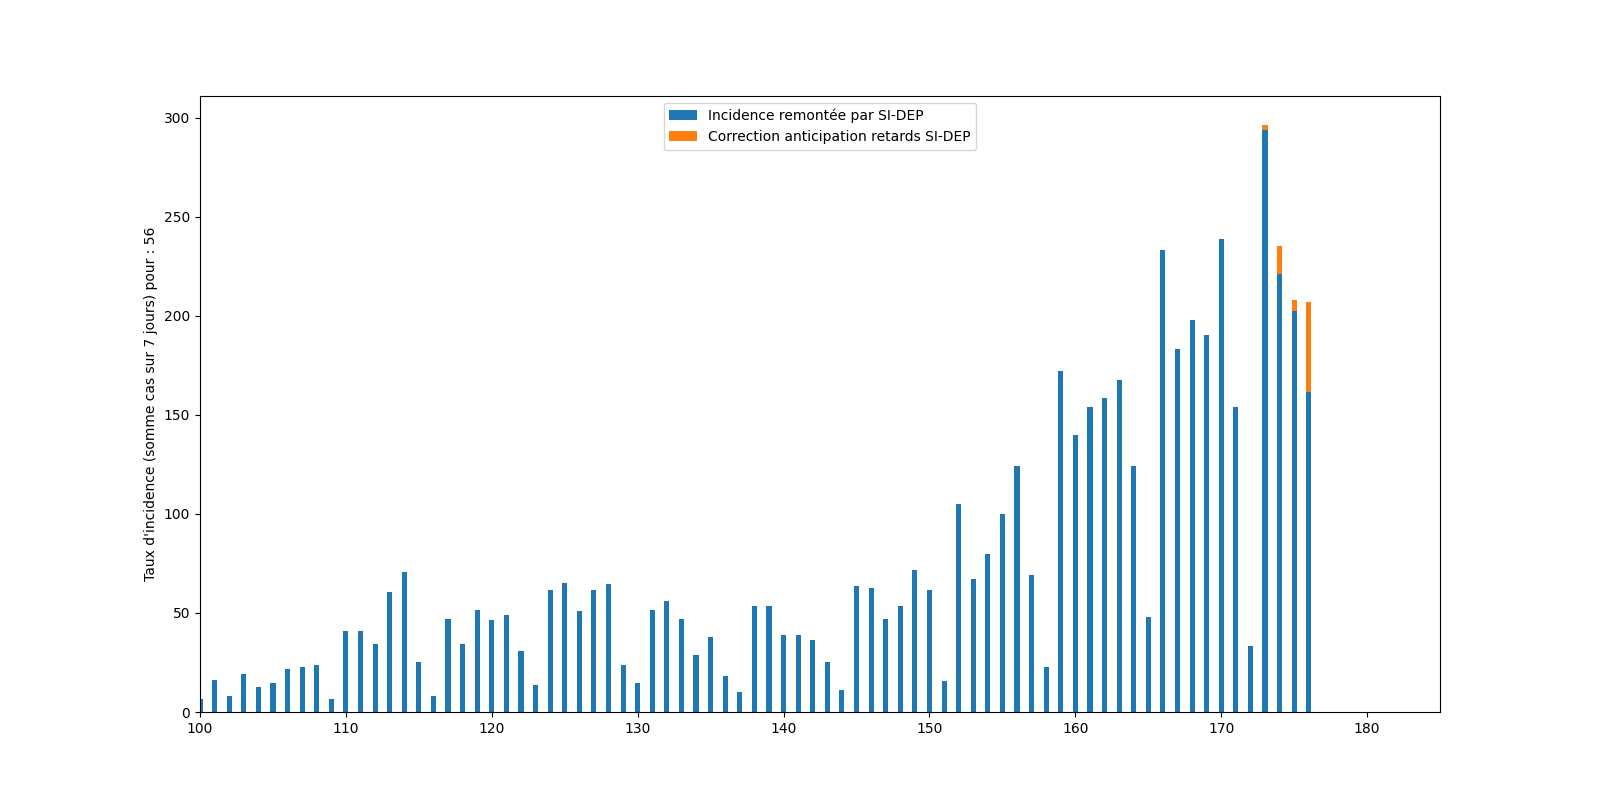 Incidence remontée par SI-DEP
Correction anticipation retards SI-DEP
Taux d'incidence (somme cas sur 7 jours) pour : 56
300
250
200
150
100
50
0
100 110 120 130 140 150 160 170 180